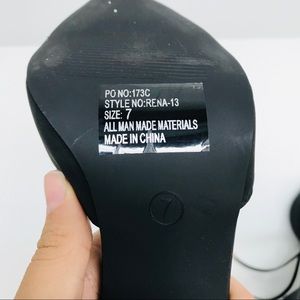 PO NO:173C
STYLE NO:RENA-13
SIZE: 7
ALL MAN MADE MATERIALS
MADE IN CHINA
7